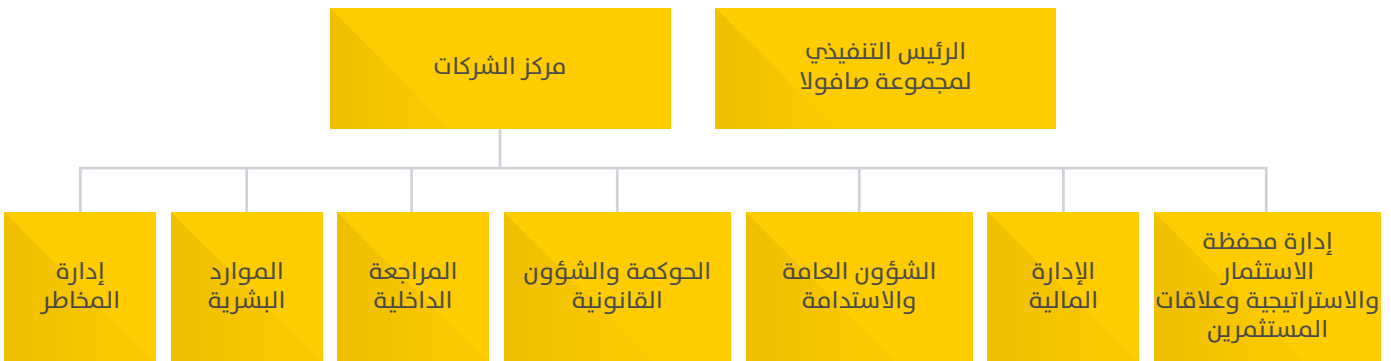 الرئيس التنفيذي
لمجموعة صافولا
مركز الشركات
إدارة محفظة
الاستثمار
والاستراتيجية وعلاقات
المستثمرين
الإدارة
المالية
الشؤون العامة
والاستدامة
الحوكمة والشؤون
القانونية
المراجعة
الداخلية
الموارد
البشرية
إدارة
المخاطر